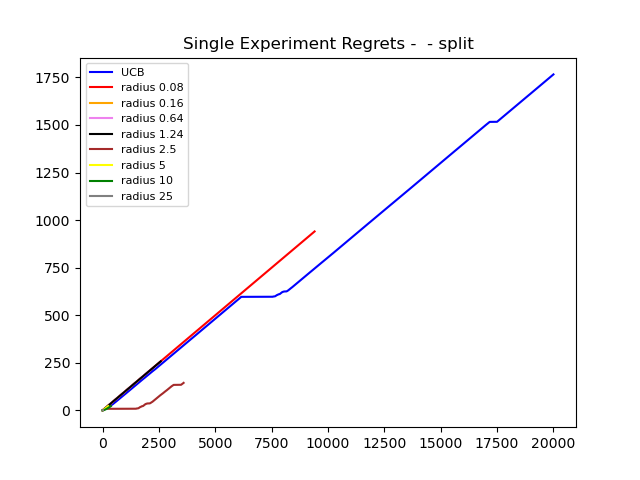 Single Experiment Regrets -  - split
UCB
radius 0.08
radius 0.16
radius 0.64
radius 1.24
radius 2.5
radius 5
radius 10
radius 25
1750
1500
1250
1000
750
500
250
0
0 2500 5000 7500 10000 12500 15000 17500 20000